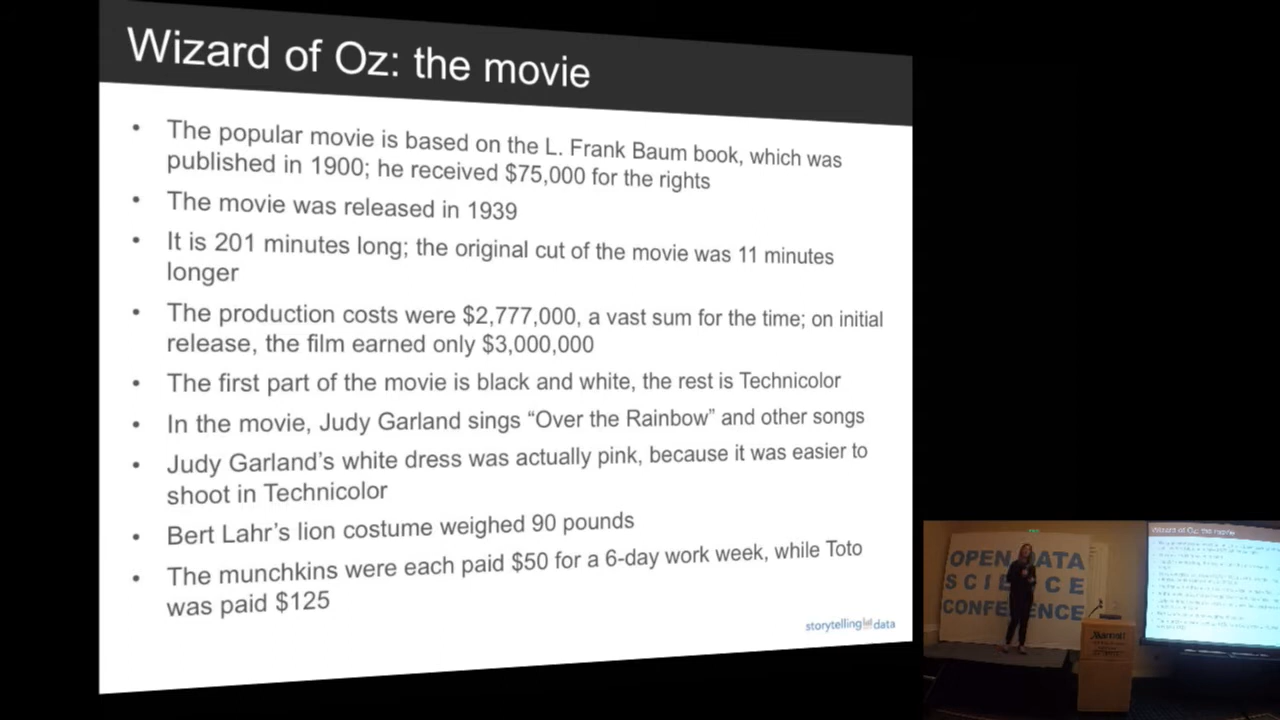 Wizard of Oz: the movie
• The popular movie is based on the L. Frank Baum book, which was
published in 1900; he received $75,000 for the rights
• The movie was released in 1939
• It is 201 minutes long; the original cut of the movie was 11 minutes
longer
• The production costs were $2,777,000, a vast sum for the time; on initial
release, the film earned only $3,000,000
• The first part of the movie is black and white, the rest is Technicolor
• In the movie, Judy Garland sings “Over the Rainbow” and other songs
• Judy Garland’s white dress was actually pink, because it was easier to
shoot in Technicolor
• Bert Lahr’s lion costume weighed 90 pounds
• The munchkins were each paid $50 for a 6-day work week, while Toto
was paid $125
storytelling data
OPEN DATA
SCIENCE
CONFERENCE
Marriott
Wizard of Oz: the movie